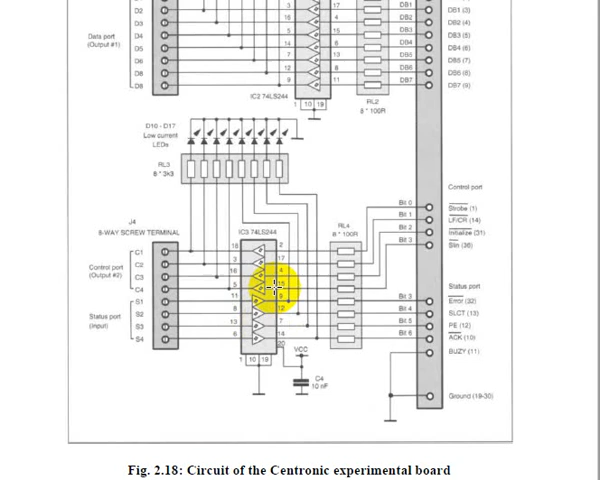 D2
D3
D4
D5
D6
D8
D8
Data port
(Output #1)
3
16
5
14
7
12
9
17
4
15
6
13
8
11
DB1
DB2
DB3
DB4
DB5
DB6
DB7
DB1 (3)
DB2 (4)
DB3 (5)
DB4 (6)
DB5 (7)
DB6 (8)
DB7 (9)
IC2 74LS244
1 10 19
RL2
8 * 100R
D10 - D17
Low current
LEDs
RL3
8 * 3K3
Control port
Bit 0
Bit 1
Bit 2
Bit 3
Strobe (1)
LF/CR (14)
Initialize (31)
Slin (36)
J4
8-WAY SCREW TERMINAL
IC3 74LS244
RL4
8 * 100R
C1
C2
C3
C4
S1
S2
S3
S4
Control port
(Output #2)
Status port
(Input)
18
3
16
5
11
8
13
6
2
17
4
15
9
12
7
14
20
Status port
Bit 3
Bit 4
Bit 5
Bit 6
Error (32)
SLCT (13)
PE (12)
ACK (10)
BUZY (11)
VCC
1 10 19
C4
10 nF
Ground (19-30)
Fig. 2.18: Circuit of the Centronic experimental board